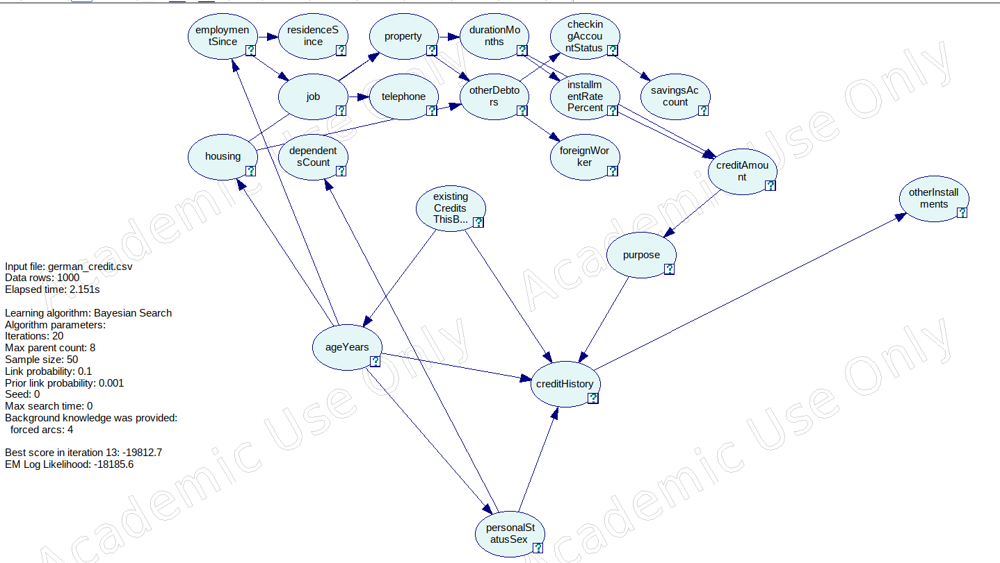 employmen
tSince
?
residenceS
ince
?
property
?
durationMo
nths
?
checkin
gAccou
ntStatus
?
job
?
telephone
?
otherDebto
rs
?
installm
entRate
Percent
?
savingsAc
count
?
housing
?
dependent
sCount
?
foreignWor
ker
?
creditAmou
nt
?
existing
Credits
ThisB...
?
otherInstall
ments
?
purpose
?
Input file: german_credit.csv
Data rows: 1000
Elapsed time: 2.151s
Learning algorithm: Bayesian Search
Algorithm parameters:
Iterations: 20
Max parent count: 8
Sample size: 50
Link probability: 0.1
Prior link probability: 0.001
Seed: 0
Max search time: 0
Background knowledge was provided:
forced arcs: 4
Best score in iteration 13: -19812.7
EM Log Likelihood: -18185.6
ageYears
?
creditHistory
?
personalSt
atusSex
?
Academic Use Only
Academic Use Only
Academic Use Only
Academic Use Only